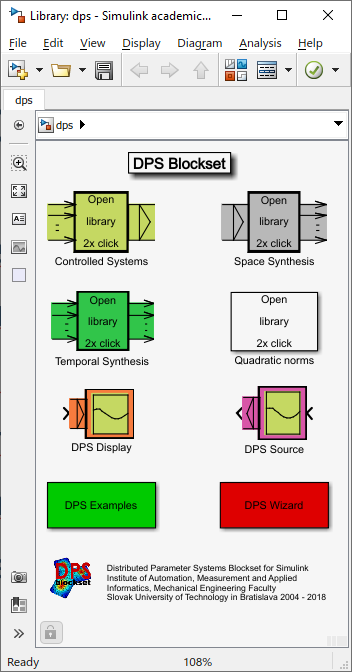 Library: dps - Simulink academic...
File Edit View Display Diagram Analysis Help
dps
dps
DPS Blockset
Open
library
2x click
Controlled Systems
Open
library
2x click
Space Synthesis
Open
library
2x click
Temporal Synthesis
Open
library
2x click
Quadratic norms
DPS Display
DPS Source
DPS Examples
DPS Wizard
DPS
blockset
Distributed Parameter Systems Blockset for Simulink
Institute of Automation, Measurement and Applied
Informatics, Mechanical Engineering Faculty
Slovak University of Technology in Bratislava 2004 - 2018
Ready 108%